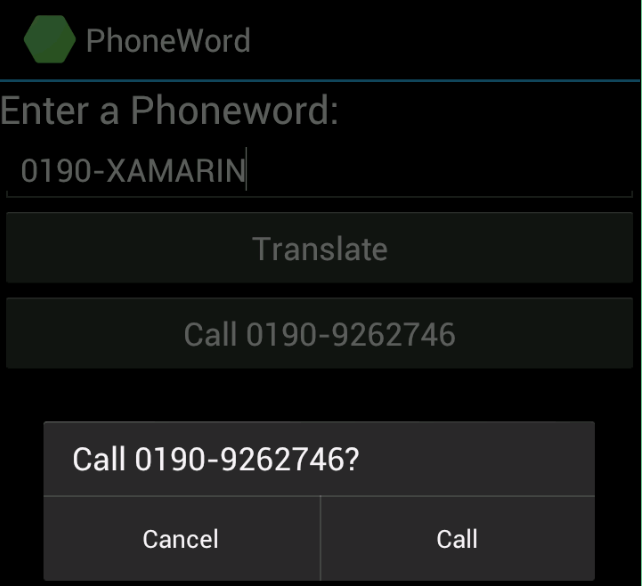 PhoneWord
Enter a Phoneword:
0190-XAMARIN
Translate
Call 0190-9262746
Call 0190-9262746?
Cancel Call